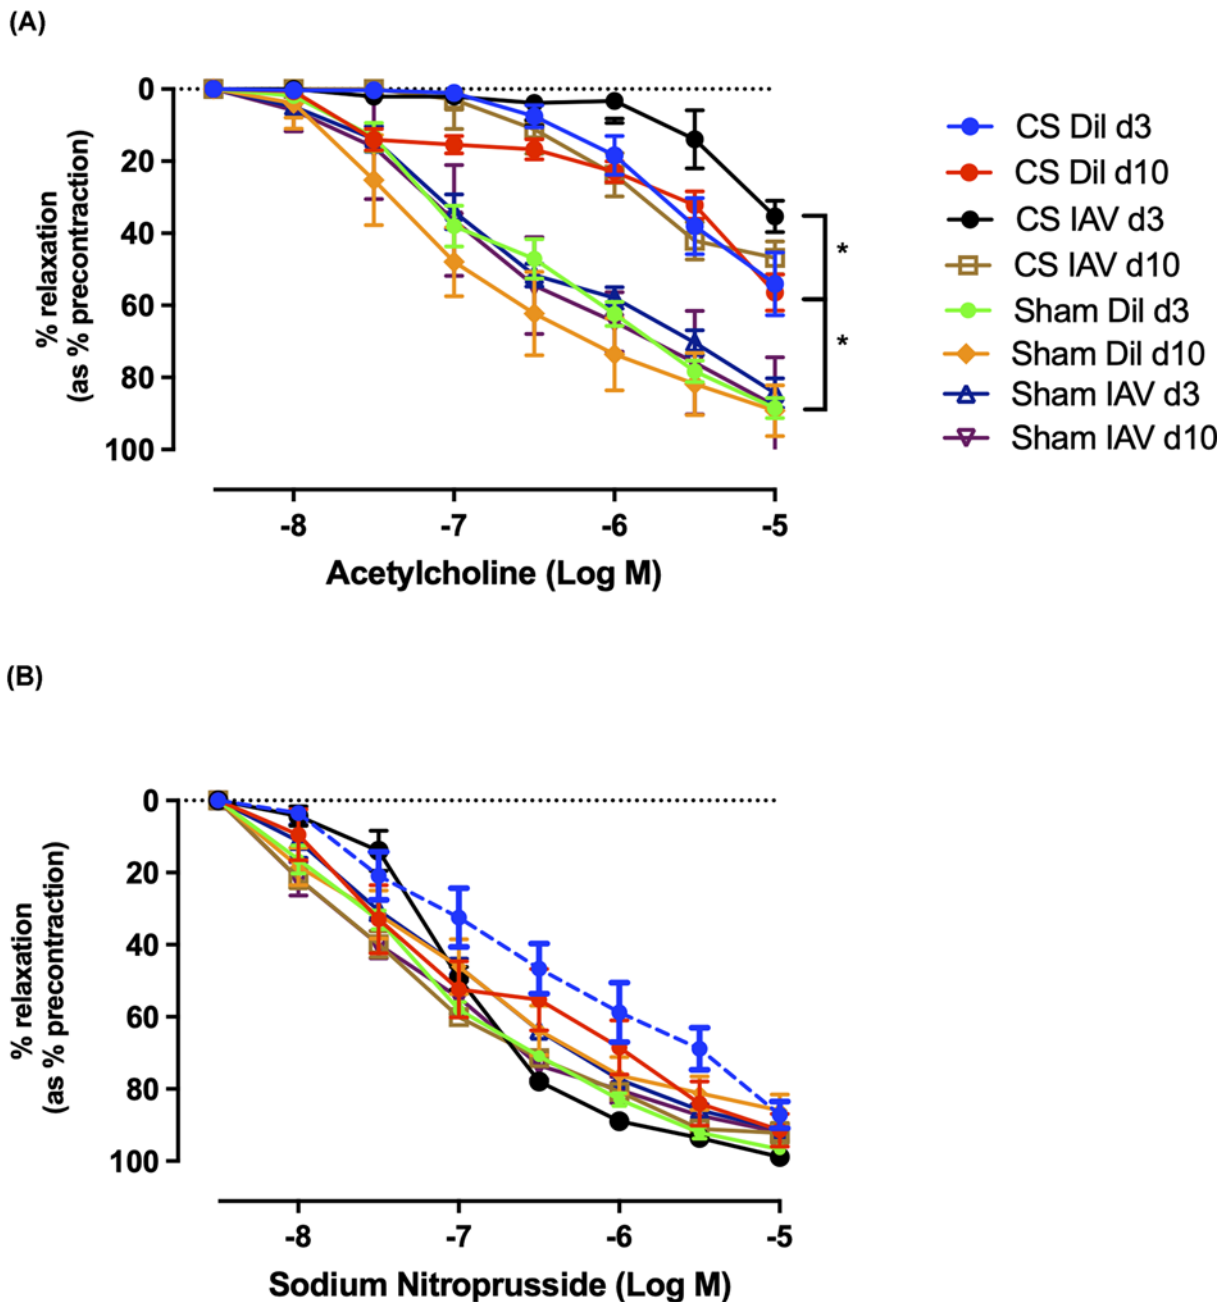 (A)
0
20
40
60
80
100
% relaxation
(as % precontraction)
-8
-7
-6
-5
Acetylcholine (Log M)
*
*
CS Dil d3
CS Dil d10
CS IAV d3
CS IAV d10
Sham Dil d3
Sham Dil d10
Sham IAV d3
Sham IAV d10
(B)
0
20
40
60
80
100
% relaxation
(as % precontraction)
-8
-7
-6
-5
Sodium Nitroprusside (Log M)